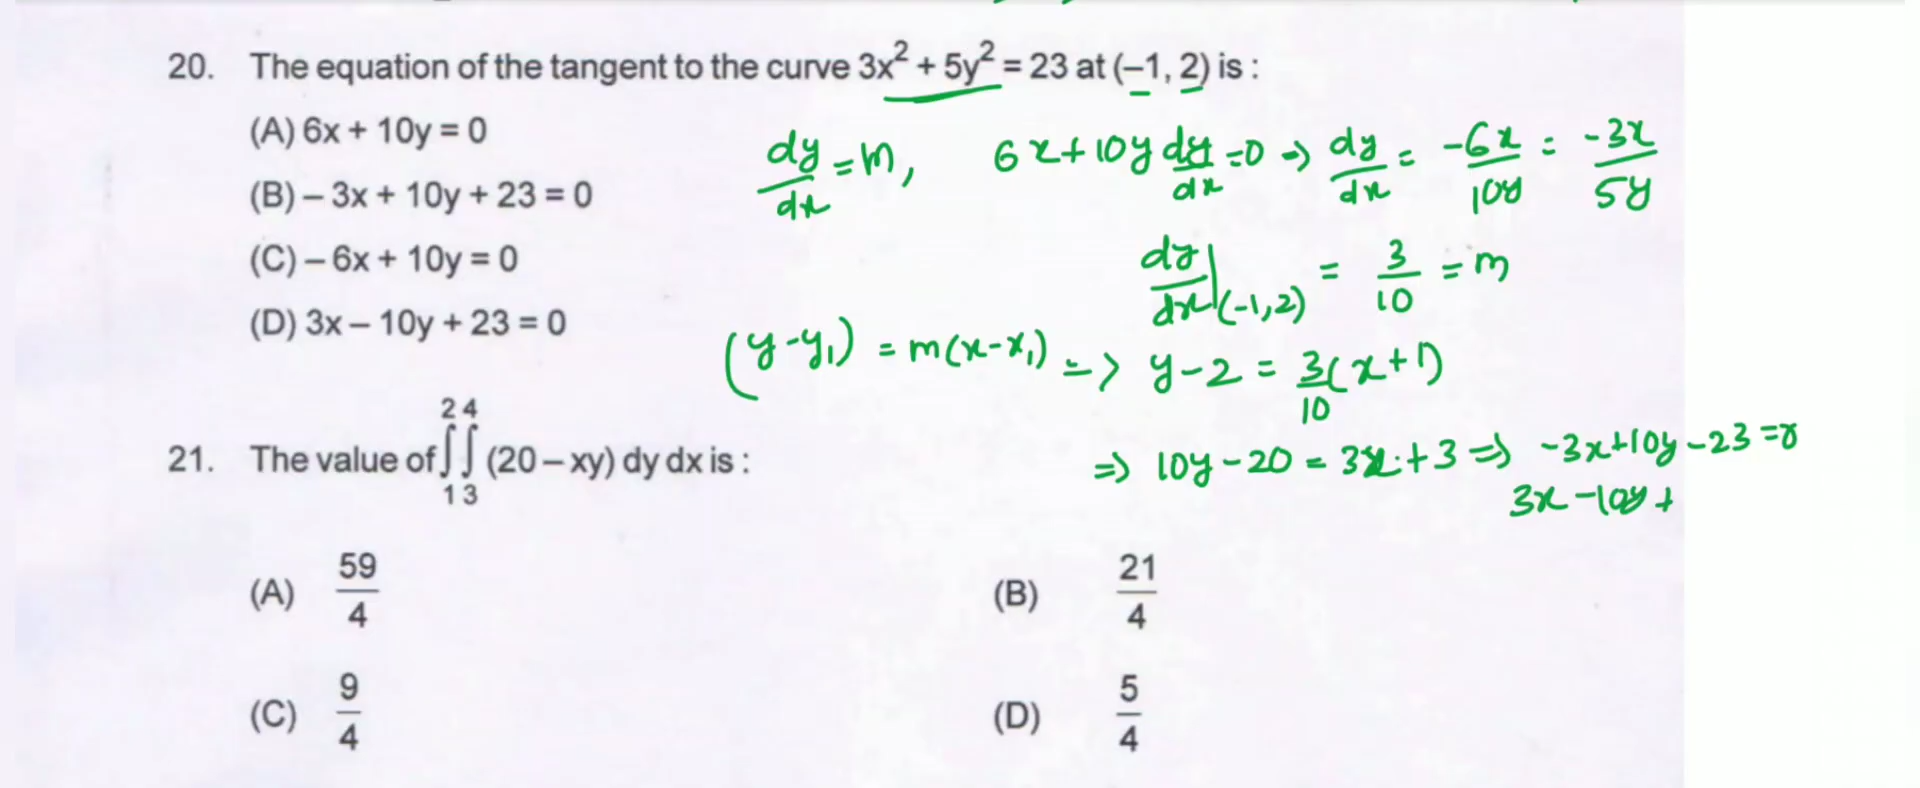 20. The equation of the tangent to the curve 3x² + 5y² = 23 at (–1, 2) is :
(A) 6x + 10y = 0
dy/dx = m, 6x + 10y dy/dx = 0 ⇒ dy/dx = -6x/10y = -3x/5y
(B) – 3x + 10y + 23 = 0
(C) – 6x + 10y = 0
dy/dx|(-1,2) = 3/10 = m
(D) 3x – 10y + 23 = 0
(y-y₁) = m(x-x₁) => y-2 = 3/10(x+1)
⇒ 10y-20 = 3x+3 ⇒ -3x+10y-23=0
3x-10y+
21. The value of ∫₁² ∫₃⁴ (20 – xy) dy dx is :
(A) 59/4 (B) 21/4
(C) 9/4 (D) 5/4